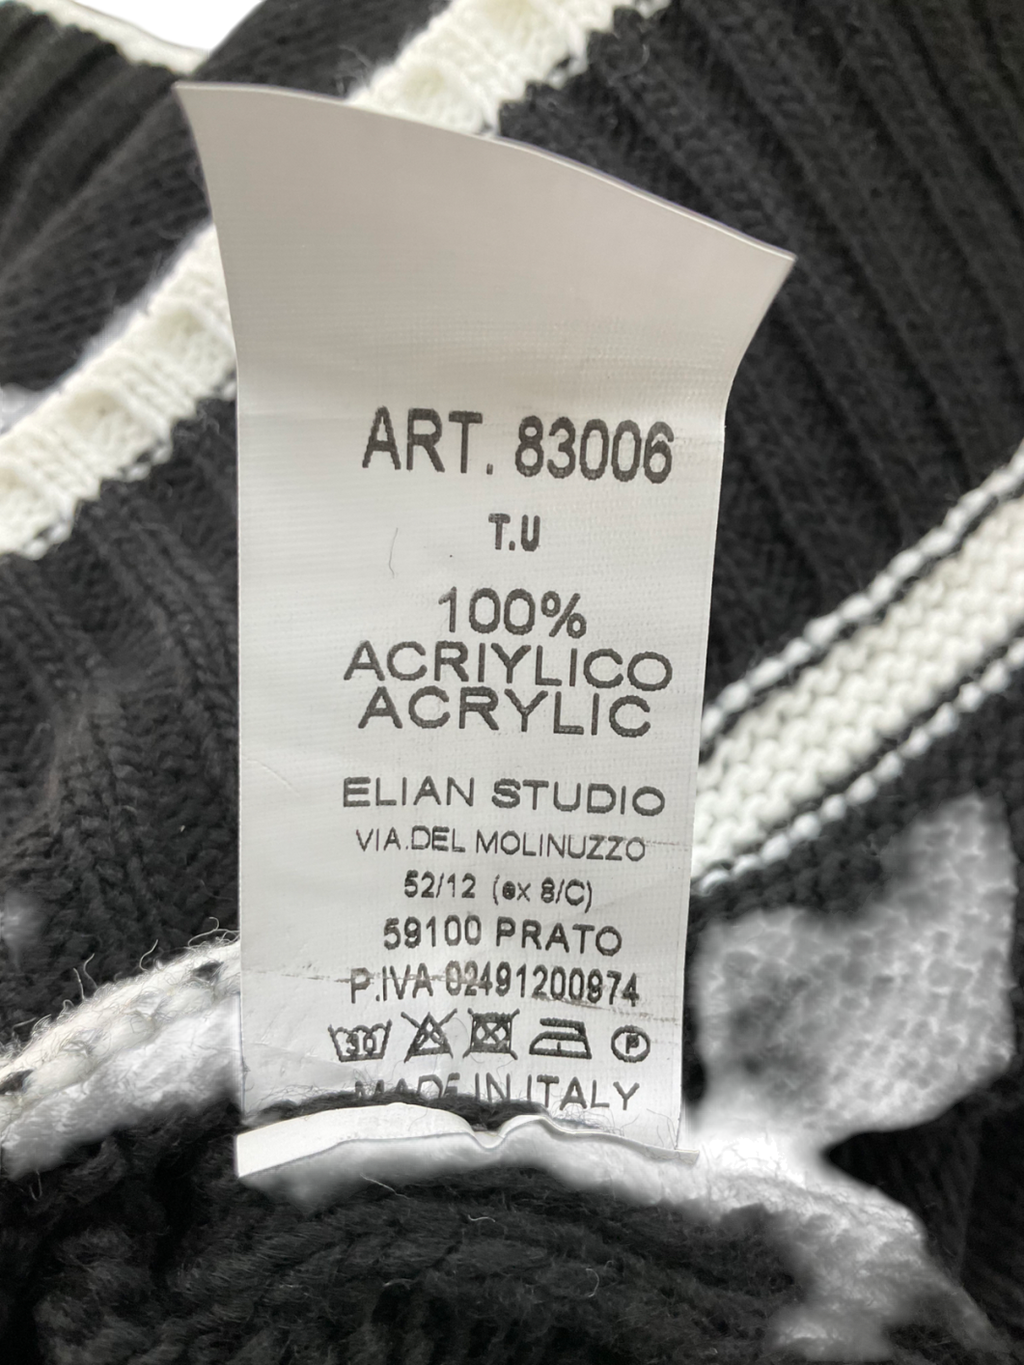 ART. 83006
T.U
100%
ACRIYLICO
ACRYLIC
ELIAN STUDIO
VIA.DEL MOLINUZZO
52/12 (ex 8/C)
59100 PRATO
P.IVA 02491200974
30
P
MADE IN ITALY